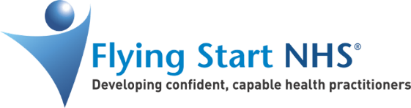 Flying Start NHS®
Developing confident, capable health practitioners